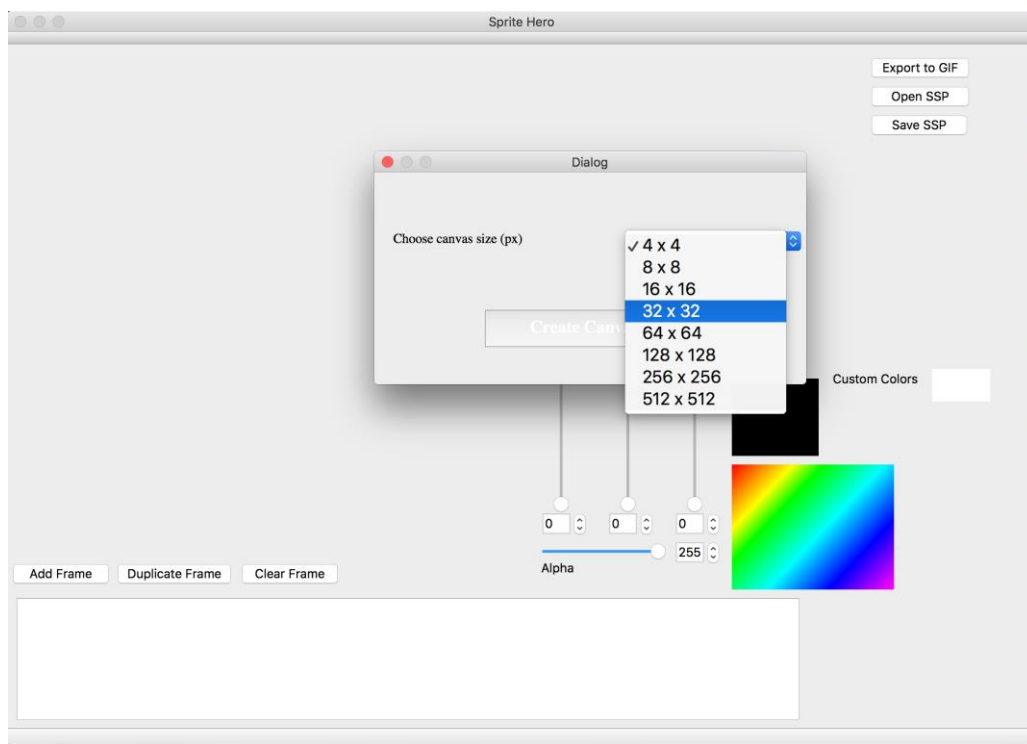 Sprite Hero
Export to GIF
Open SSP
Save SSP
Dialog
Choose canvas size (px)
✓ 4 x 4
8 x 8
16 x 16
32 x 32
64 x 64
128 x 128
256 x 256
512 x 512
Create
Custom Colors
0 0 0
255
Alpha
Add Frame Duplicate Frame Clear Frame